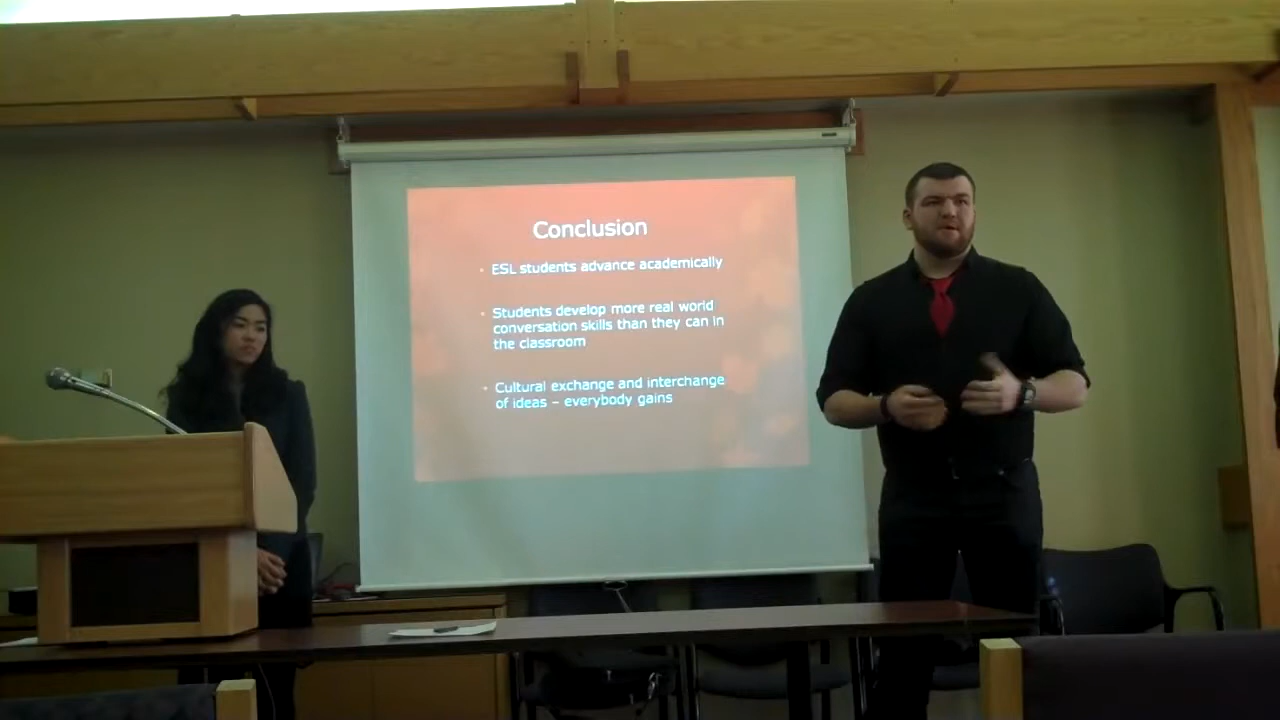 Conclusion
ESL students advance academically
Students develop more real world
conversation skills than they can in
the classroom
Cultural exchange and interchange
of ideas – everybody gains